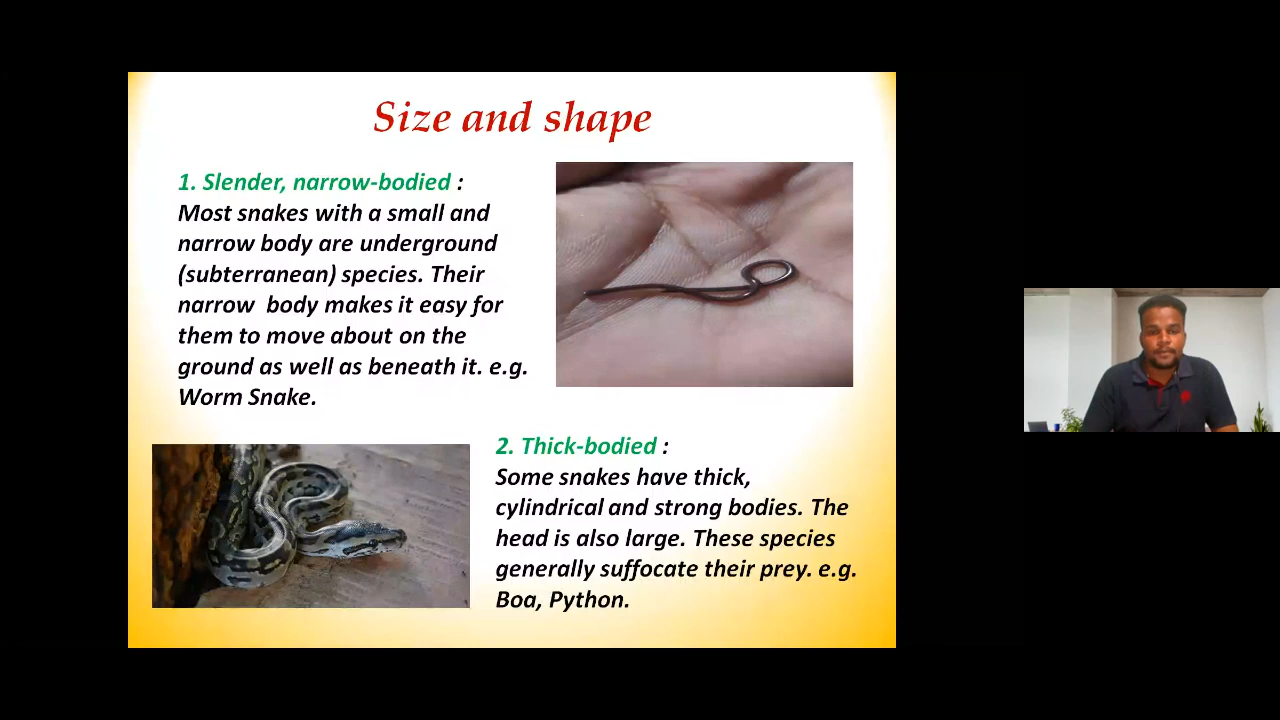 Size and shape
1. Slender, narrow-bodied :
Most snakes with a small and
narrow body are underground
(subterranean) species. Their
narrow body makes it easy for
them to move about on the
ground as well as beneath it. e.g.
Worm Snake.
2. Thick-bodied :
Some snakes have thick,
cylindrical and strong bodies. The
head is also large. These species
generally suffocate their prey. e.g.
Boa, Python.